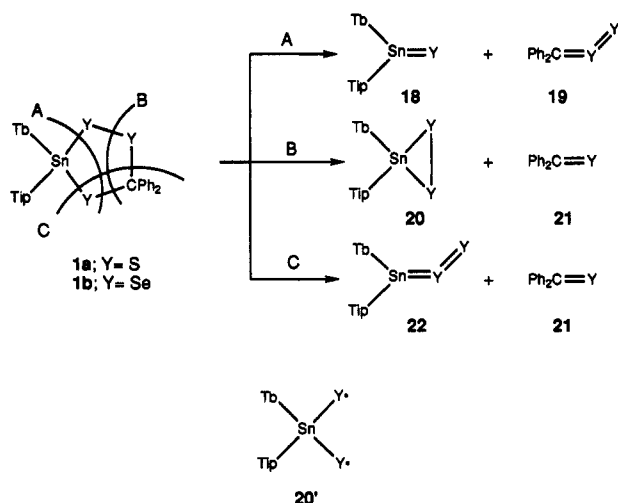 A
Tb
Sn=Y
Tip
18
+
Ph₂C=Y=Y
19
A
B
Tb
Y
Y
Sn
Tip
Y
CPh₂
C
1a; Y= S
1b; Y= Se
B
Tb
Y
Sn
Tip
Y
20
+
Ph₂C=Y
21
C
Tb
Y
Sn=Y
Tip
22
+
Ph₂C=Y
21
Tb
Y•
Sn
Tip
Y•
20'